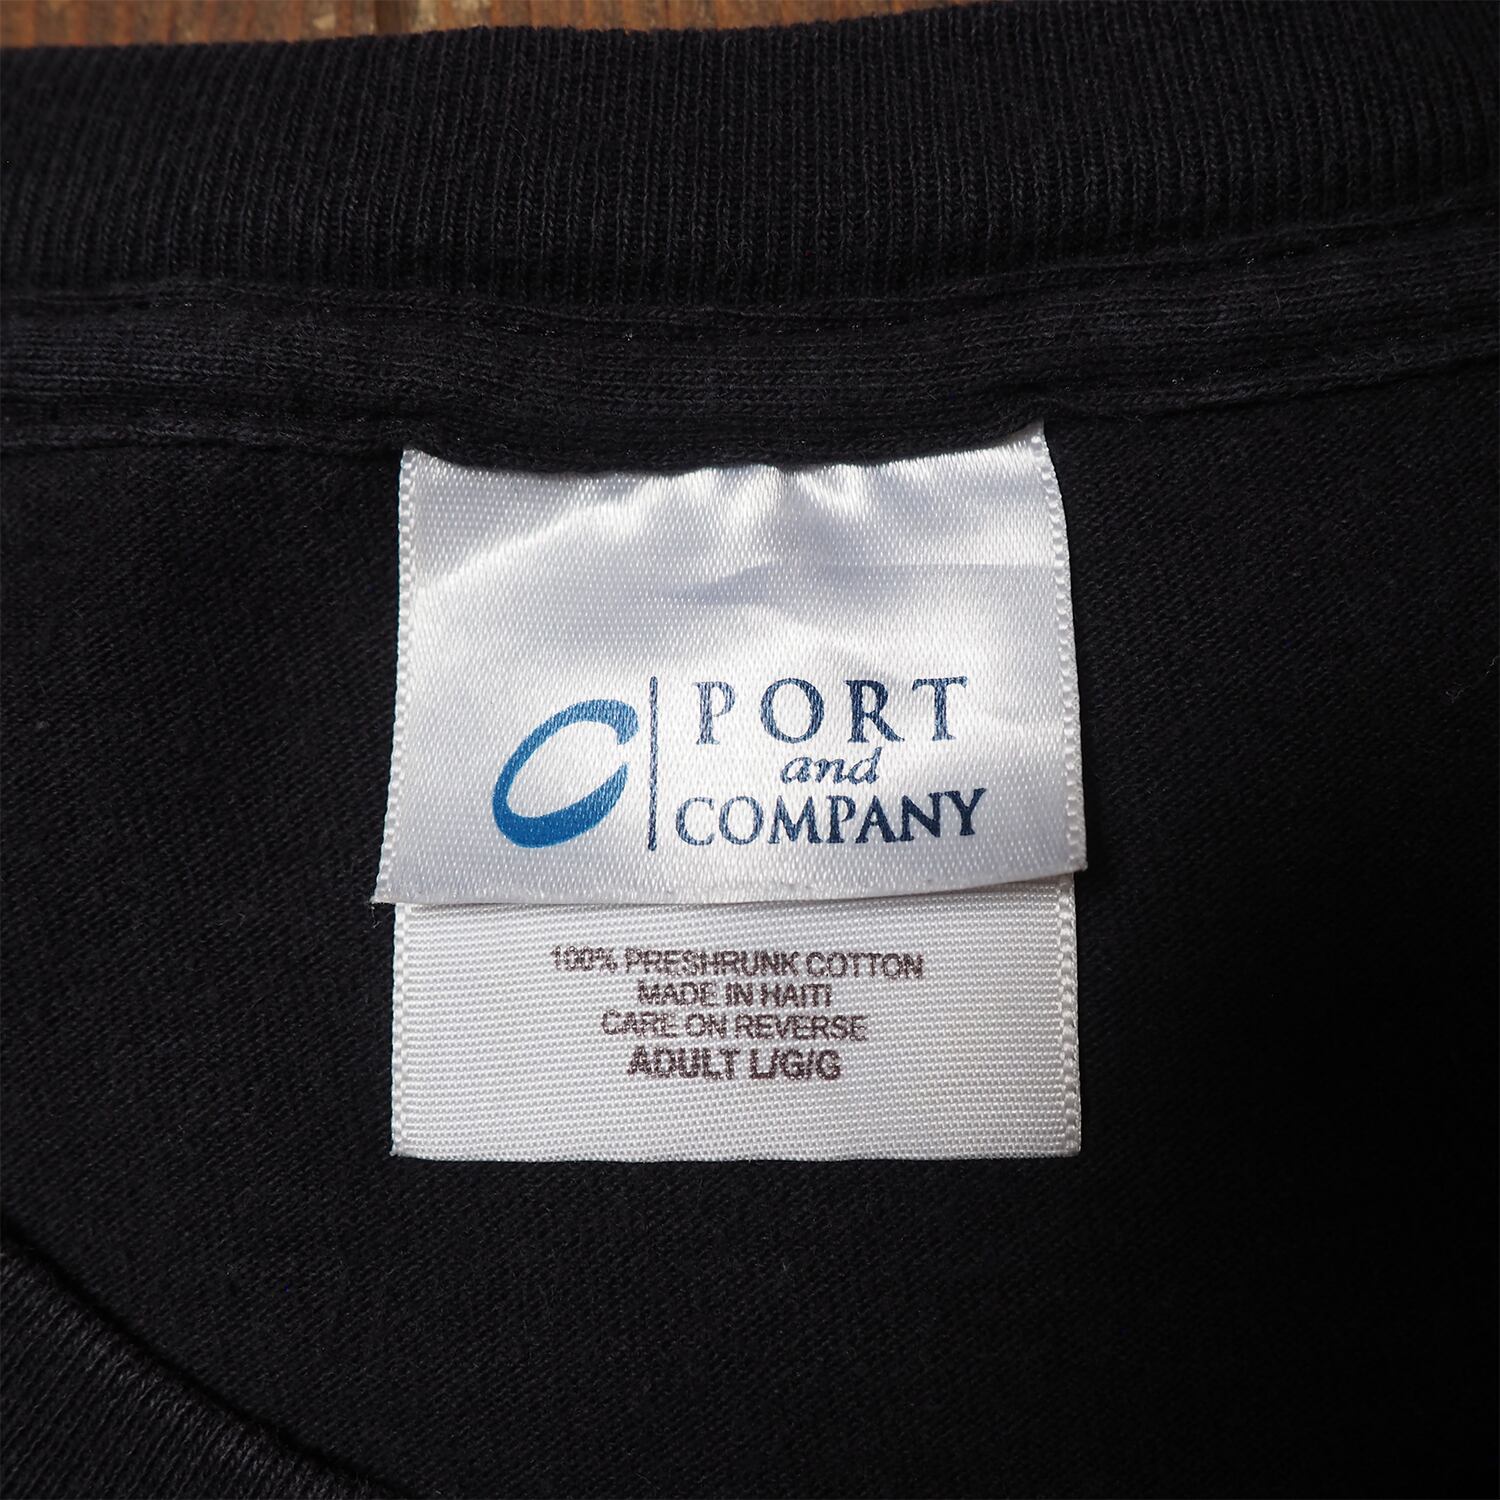 PORT
and
COMPANY
100% PRESHRUNK COTTON
MADE IN HAITI
CARE ON REVERSE
ADULT L/G/G